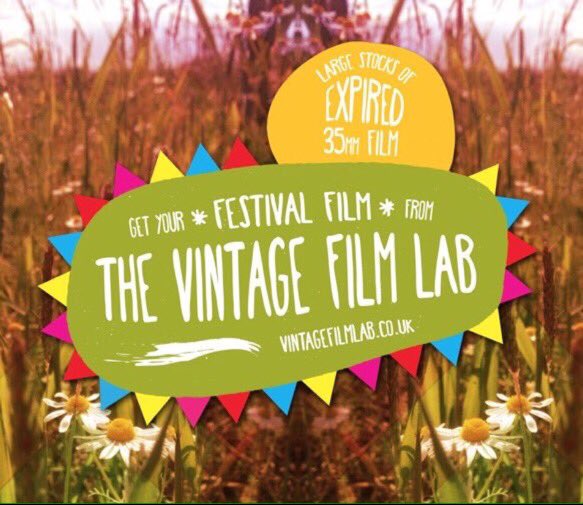 LARGE STOCKS OF
EXPIRED
35MM FILM
GET YOUR * FESTIVAL FILM * FROM
THE VINTAGE FILM LAB
VINTAGEFILMLAB.CO.UK